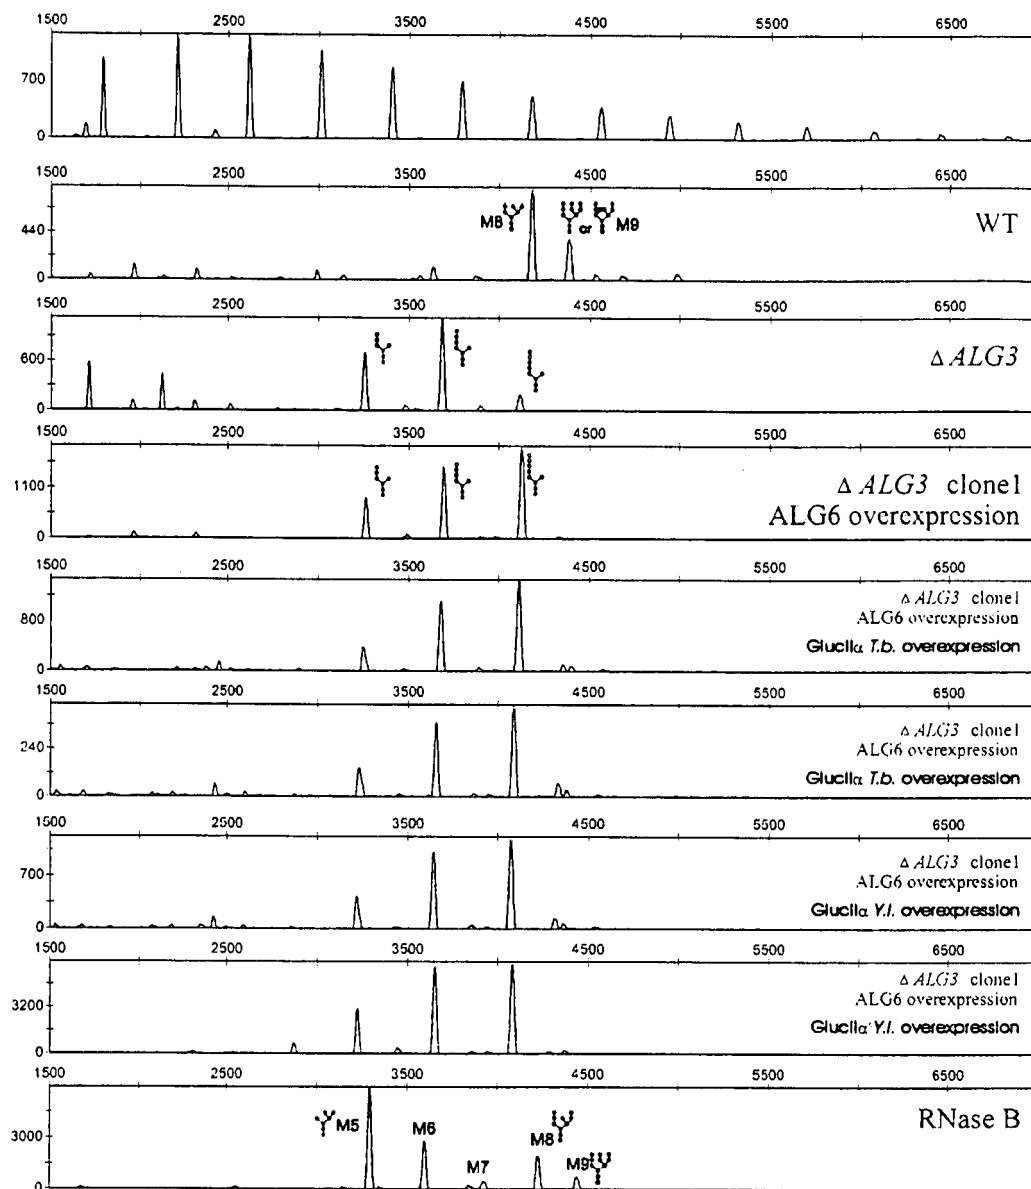 1500 2500 3500 4500 5500 6500
700
0
1500 2500 3500 4500 5500 6500
M8 or M9 WT
440
0
1500 2500 3500 4500 5500 6500
Δ ALG3
600
0
1500 2500 3500 4500 5500 6500
1100
Δ ALG3 clone1
ALG6 overexpression
0
1500 2500 3500 4500 5500 6500
Δ ALG3 clone1
800
ALG6 overexpression
GlucIIα T.b. overexpression
0
1500 2500 3500 4500 5500 6500
Δ ALG3 clone1
240
ALG6 overexpression
GlucIIα T.b. overexpression
0
1500 2500 3500 4500 5500 6500
Δ ALG3 clone1
700
ALG6 overexpression
GlucIIα Y.l. overexpression
0
1500 2500 3500 4500 5500 6500
Δ ALG3 clone1
ALG6 overexpression
3200
GlucIIα Y.l. overexpression
0
1500 2500 3500 4500 5500 6500
M5 M6 M7 M8 M9 RNase B
3000
0